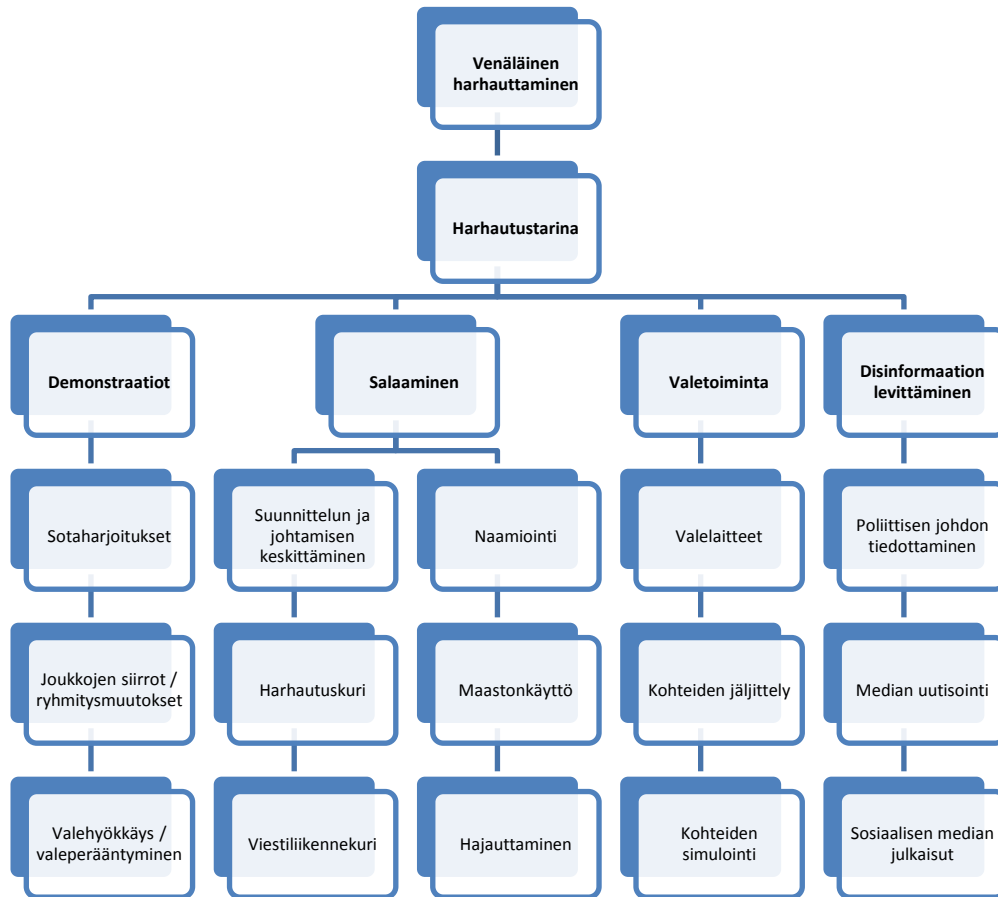 Venäläinen
harhauttaminen
Harhautustarina
Demonstraatiot
Salaaminen
Valetoiminta
Disinformaation
levittäminen
Sotaharjoitukset
Suunnittelun ja
johtamisen
keskittäminen
Naamiointi
Valelaitteet
Poliittisen johdon
tiedottaminen
Joukkojen siirrot /
ryhmitysmuutokset
Harhautuskuri
Maastonkäyttö
Kohteiden jäljittely
Median uutisointi
Valehyökkäys /
valeperääntyminen
Viestiliikennekuri
Hajauttaminen
Kohteiden
simulointi
Sosiaalisen median
julkaisut